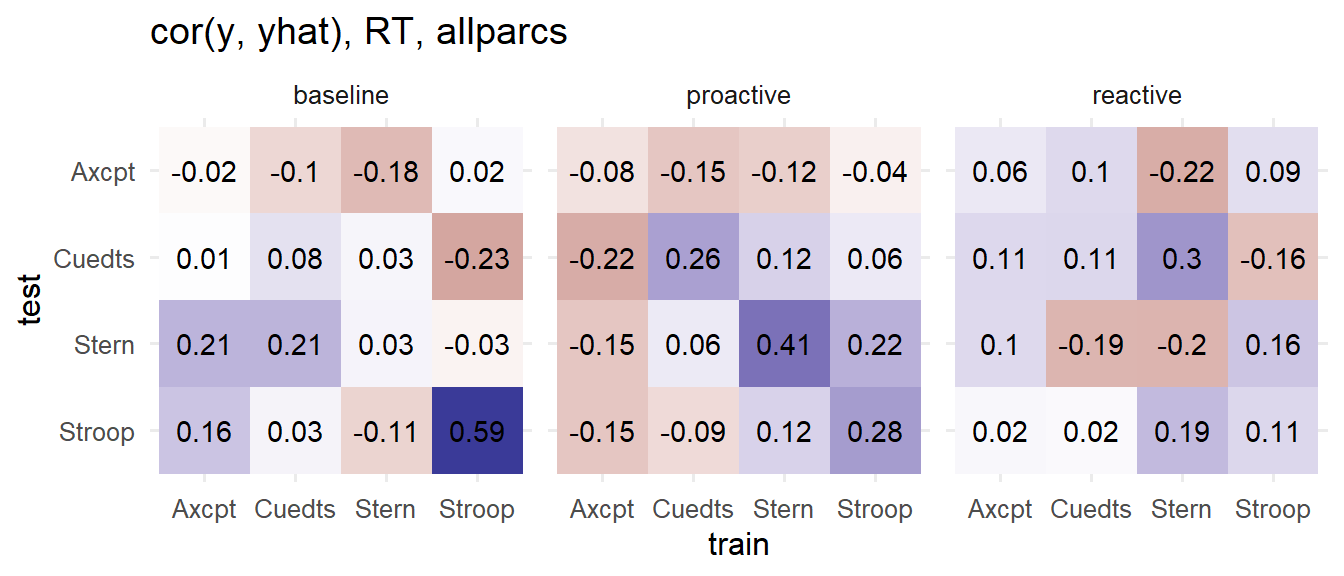 cor(y, yhat), RT, allparcs
baseline proactive reactive
Axcpt -0.02 -0.1 -0.18 0.02 -0.08 -0.15 -0.12 -0.04 0.06 0.1 -0.22 0.09
Cuedts 0.01 0.08 0.03 -0.23 -0.22 0.26 0.12 0.06 0.11 0.11 0.3 -0.16
test
Stern 0.21 0.21 0.03 -0.03 -0.15 0.06 0.41 0.22 0.1 -0.19 -0.2 0.16
Stroop 0.16 0.03 -0.11 0.59 -0.15 -0.09 0.12 0.28 0.02 0.02 0.19 0.11
Axcpt Cuedts Stern Stroop Axcpt Cuedts Stern Stroop Axcpt Cuedts Stern Stroop
train